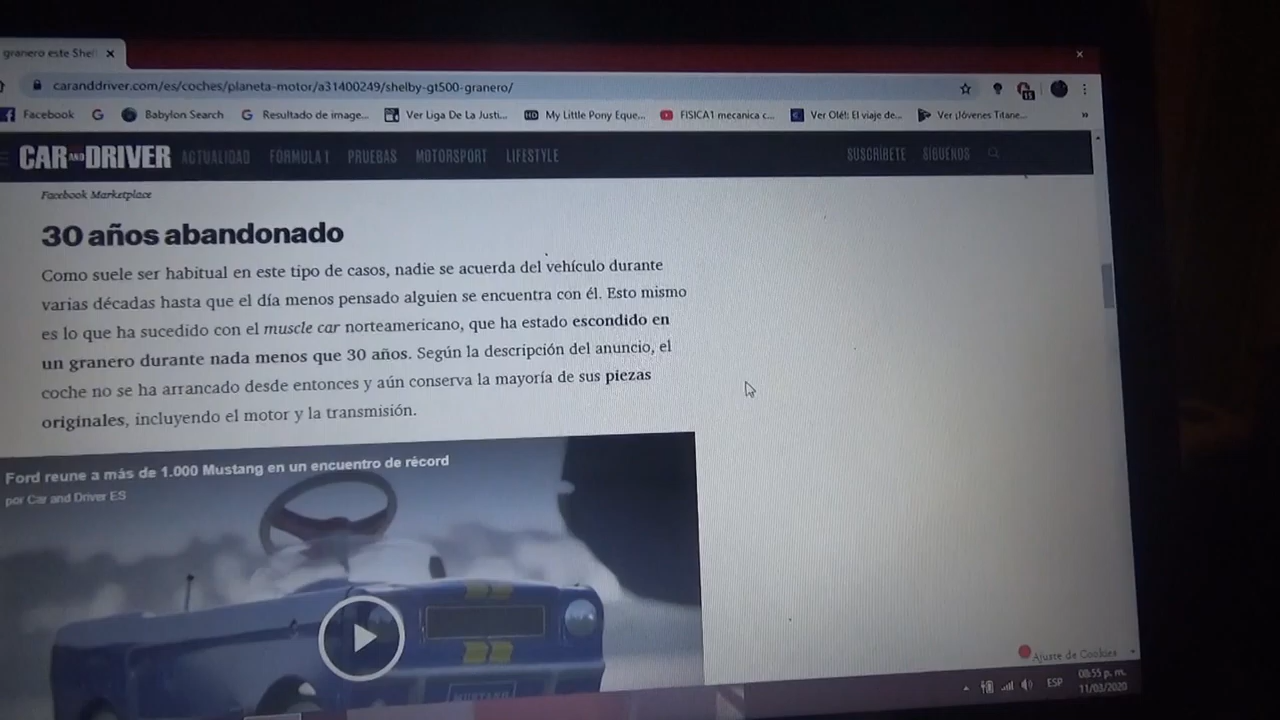 granero este Shel
caranddriver.com/es/coches/planeta-motor/a31400249/shelby-gt500-granero/
Facebook
Babylon Search
Resultado de image...
Ver Liga De La Justi...
My Little Pony Eque...
FISICA1 mecanica c...
Ver Olé!: El viaje de...
Ver ¡Jóvenes Titane...
»
CAR AND DRIVER ACTUALIDAD FÓRMULA 1 PRUEBAS MOTORSPORT LIFESTYLE SUSCRÍBETE SÍGUENOS
Facebook Marketplace
30 años abandonado
Como suele ser habitual en este tipo de casos, nadie se acuerda del vehículo durante
varias décadas hasta que el día menos pensado alguien se encuentra con él. Esto mismo
es lo que ha sucedido con el muscle car norteamericano, que ha estado escondido en
un granero durante nada menos que 30 años. Según la descripción del anuncio, el
coche no se ha arrancado desde entonces y aún conserva la mayoría de sus piezas
originales, incluyendo el motor y la transmisión.
Ford reune a más de 1.000 Mustang en un encuentro de récord
por Car and Driver ES
MUSTANG
Ajuste de Cookies
ESP
08:55 p. m.
11/03/2020